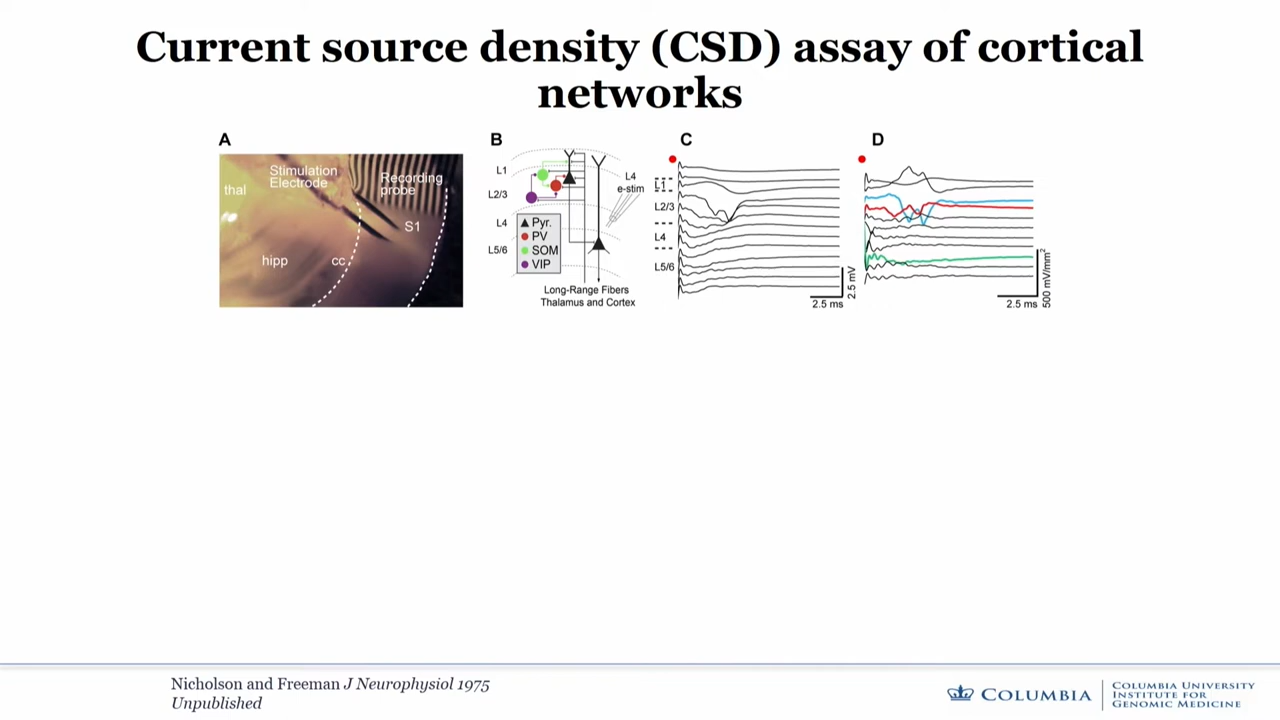 Current source density (CSD) assay of cortical
networks
A
thal
Stimulation
Electrode
Recording
probe
S1
hipp
cc
B
L1
L2/3
L4
L5/6
L4
e-stim
Pyr.
PV
SOM
VIP
Long-Range Fibers
Thalamus and Cortex
C
L1
L2/3
L4
L5/6
2.5 mV
2.5 ms
D
500 mV/mm²
2.5 ms
Nicholson and Freeman J Neurophysiol 1975
Unpublished
COLUMBIA
COLUMBIA UNIVERSITY
INSTITUTE FOR
GENOMIC MEDICINE